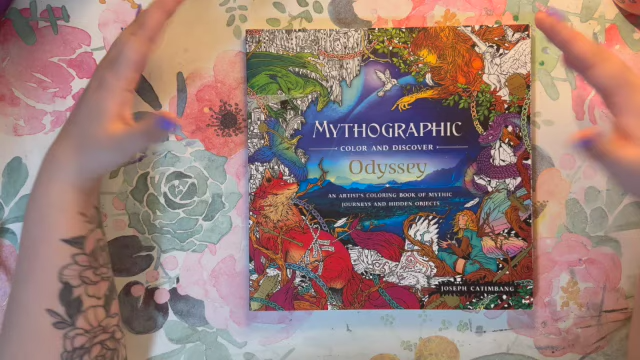 MYTHOGRAPHIC
COLOR AND DISCOVER
Odyssey
AN ARTIST'S COLORING BOOK OF MYTHIC
JOURNEYS AND HIDDEN OBJECTS
JOSEPH CATIMBANG